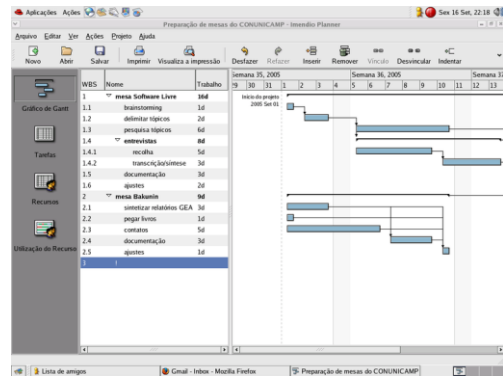 Aplicações Ações Sex 16 Set, 22:18
Preparação de mesas do CONUNICAMP - Imendio Planner
Arquivo Editar Ver Ações Projeto Ajuda
Novo Abrir Salvar Imprimir Visualiza a impressão Desfazer Refazer Inserir Remover Vínculo Desvincular Indentar
WBS Nome Trabalho
Semana 35, 2005 Semana 36, 2005 Semana 37
29 30 31 1 2 3 4 5 6 7 8 9 10 11 12 13
Início do projeto
2005 Set 01
Gráfico de Gantt
Tarefas
Recursos
Utilização do Recurso
1 mesa Software Livre 16d
1.1 brainstorming 1d
1.2 delimitar tópicos 2d
1.3 pesquisa tópicos 6d
1.4 entrevistas 8d
1.4.1 recolha 5d
1.4.2 transcrição/síntese 3d
1.5 documentação 3d
1.6 ajustes 2d
2 mesa Bakunin 9d
2.1 simetizar relatórios GEA 3d
2.2 pegar livros 1d
2.3 contatos 5d
2.4 documentação 3d
2.5 ajustes 1d
3
Lista de amigos Gmail - Inbox - Mozilla Firefox Preparação de mesas do CONUNICAMP